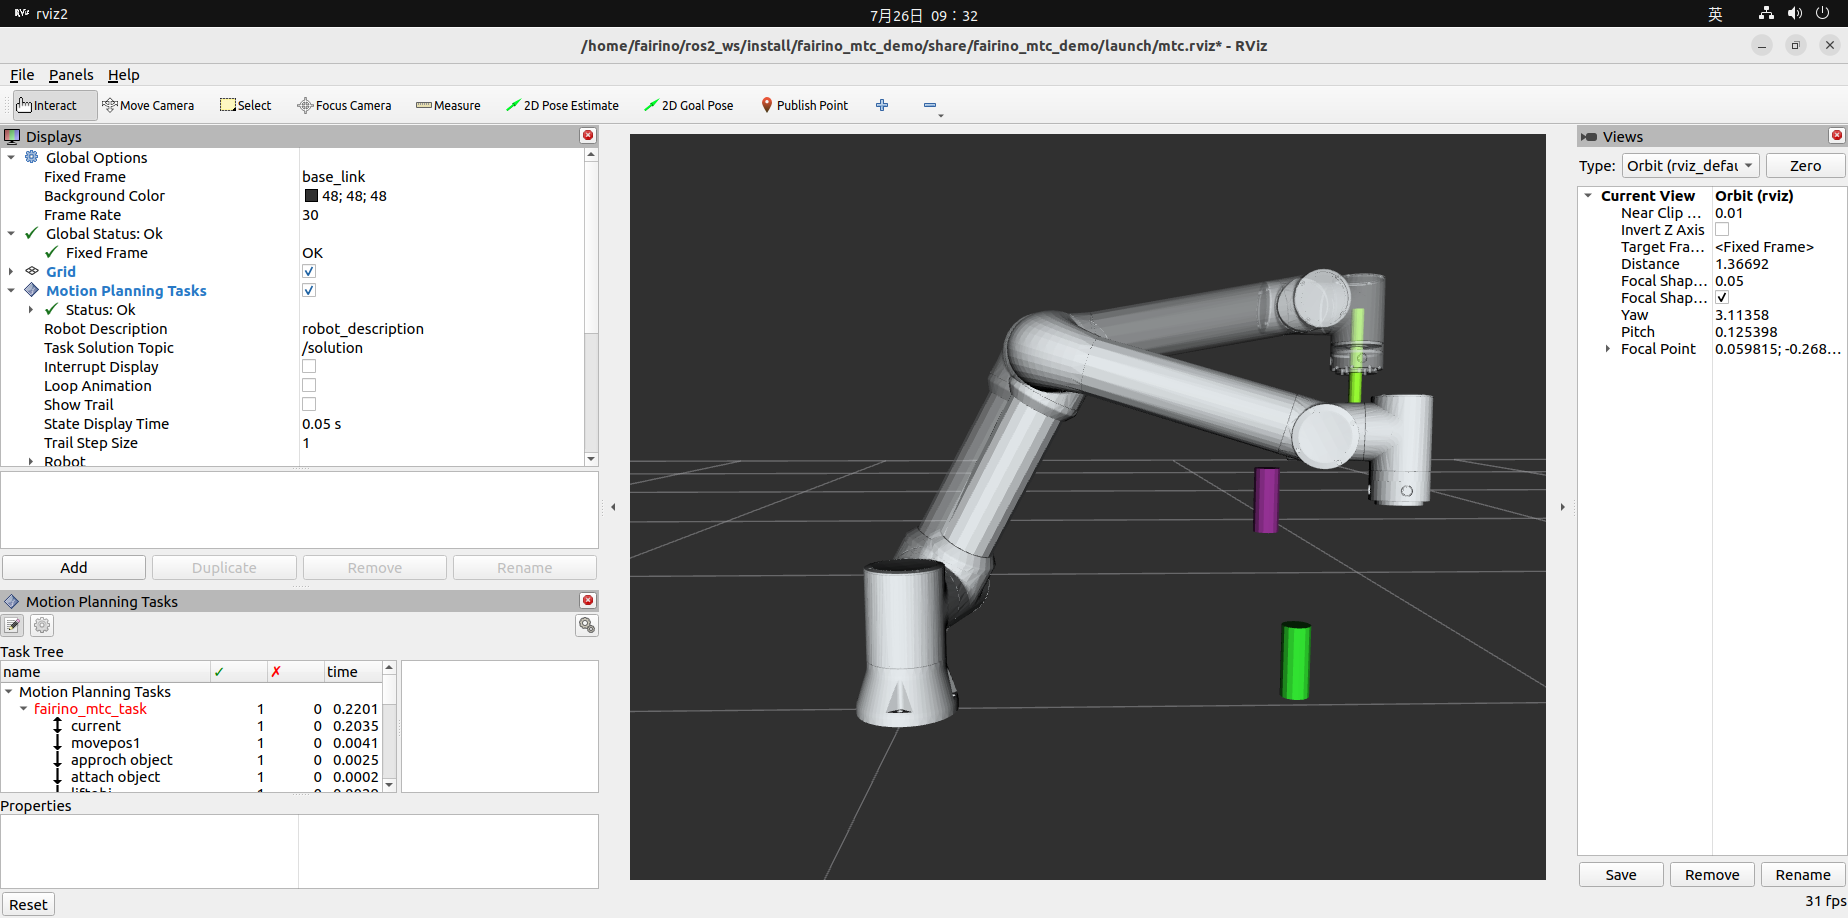 rviz2
7月26日 09：32
英
/home/fairino/ros2_ws/install/fairino_mtc_demo/share/fairino_mtc_demo/launch/mtc.rviz* - RViz
File Panels Help
Interact Move Camera Select Focus Camera Measure 2D Pose Estimate 2D Goal Pose Publish Point
Displays
Global Options
Fixed Frame base_link
Background Color 48; 48; 48
Frame Rate 30
Global Status: Ok
Fixed Frame OK
Grid
Motion Planning Tasks
Status: Ok
Robot Description robot_description
Task Solution Topic /solution
Interrupt Display
Loop Animation
Show Trail
State Display Time 0.05 s
Trail Step Size 1
Robot
Add Duplicate Remove Rename
Motion Planning Tasks
Task Tree
name ✓ ✗ time
Motion Planning Tasks
fairino_mtc_task 1 0 0.2201
current 1 0 0.2035
movepos1 1 0 0.0041
approch object 1 0 0.0025
attach object 1 0 0.0002
Properties
Reset
Views
Type: Orbit (rviz_defau Zero
Current View Orbit (rviz)
Near Clip ... 0.01
Invert Z Axis
Target Fra... <Fixed Frame>
Distance 1.36692
Focal Shap... 0.05
Focal Shap...
Yaw 3.11358
Pitch 0.125398
Focal Point 0.059815; -0.268...
Save Remove Rename
31 fps